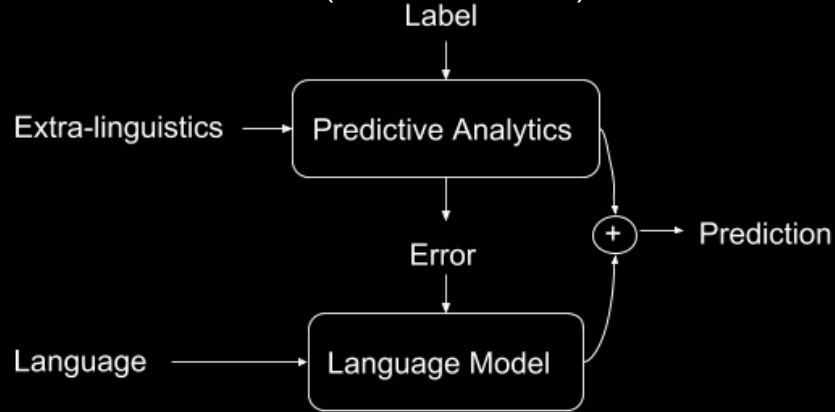 Label
Extra-linguistics
Predictive Analytics
+
Prediction
Error
Language
Language Model